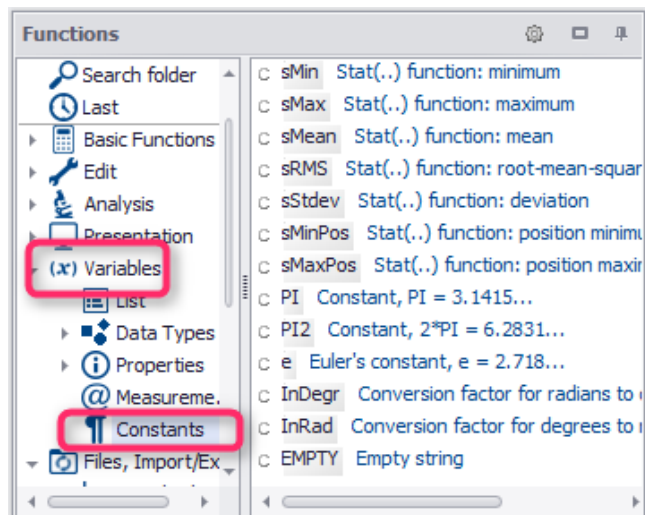 Functions
Search folder
Last
Basic Functions
Edit
Analysis
Presentation
(x) Variables
List
Data Types
Properties
@ Measureme.
¶ Constants
Files, Import/Ex
C sMin Stat(..) function: minimum
C sMax Stat(..) function: maximum
C sMean Stat(..) function: mean
C sRMS Stat(..) function: root-mean-squar
C sStdev Stat(..) function: deviation
C sMinPos Stat(..) function: position minimu
C sMaxPos Stat(..) function: position maxin
C PI Constant, PI = 3.1415...
C PI2 Constant, 2*PI = 6.2831...
C e Euler's constant, e = 2.718...
C InDegr Conversion factor for radians to
C InRad Conversion factor for degrees to
C EMPTY Empty string